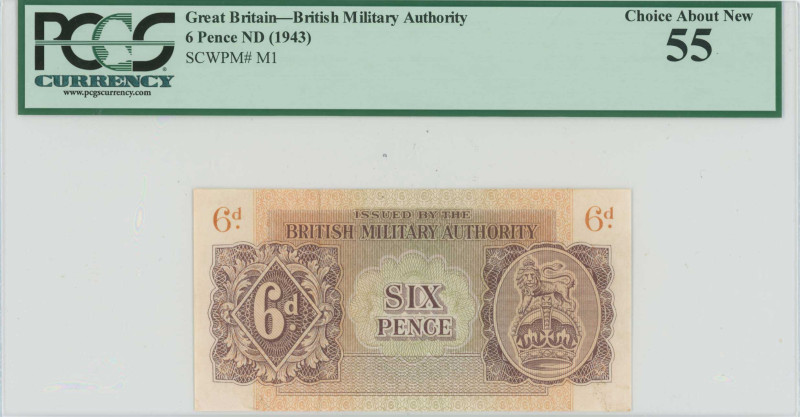 PCGS
CURRENCY
www.pcgscurrency.com
Great Britain—British Military Authority
6 Pence ND (1943)
SCWPM# M1
Choice About New
55
6d.
6d.
ISSUED BY THE
BRITISH MILITARY AUTHORITY
6d.
SIX
PENCE